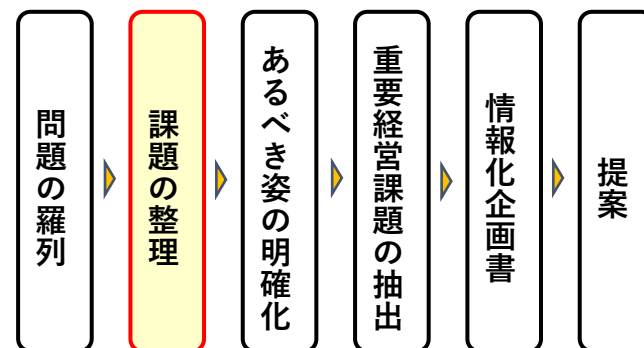 問題の羅列
課題の整理
あるべき姿の明確化
重要経営課題の抽出
情報化企画書
提案